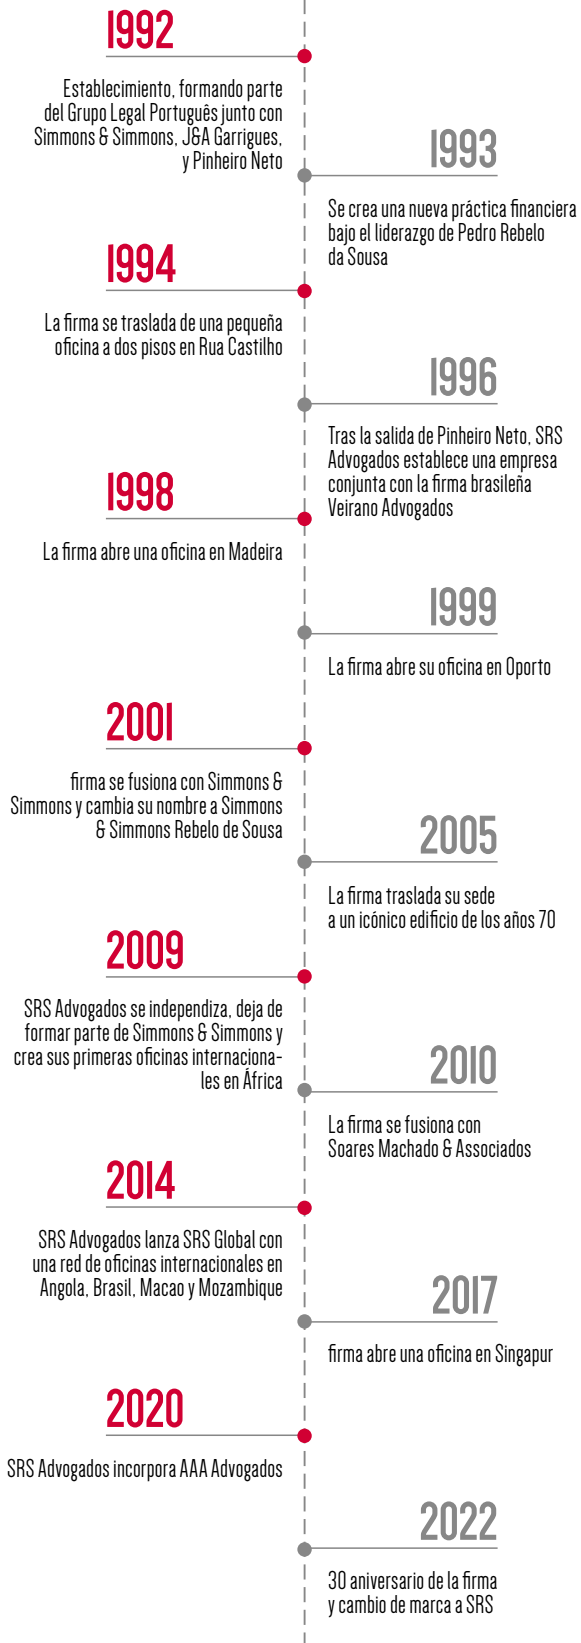 1992
Establecimiento, formando parte
del Grupo Legal Português junto con
Simmons & Simmons, J&A Garrigues,
y Pinheiro Neto
1993
Se crea una nueva práctica financiera
bajo el liderazgo de Pedro Rebelo
da Sousa
1994
La firma se traslada de una pequeña
oficina a dos pisos en Rua Castilho
1996
Tras la salida de Pinheiro Neto, SRS
Advogados establece una empresa
conjunta con la firma brasileña
Veirano Advogados
1998
La firma abre una oficina en Madeira
1999
La firma abre su oficina en Oporto
2001
firma se fusiona con Simmons &
Simmons y cambia su nombre a Simmons
& Simmons Rebelo de Sousa
2005
La firma traslada su sede
a un icónico edificio de los años 70
2009
SRS Advogados se independiza, deja de
formar parte de Simmons & Simmons y
crea sus primeras oficinas internaciona-
les en África
2010
La firma se fusiona con
Soares Machado & Associados
2014
SRS Advogados lanza SRS Global con
una red de oficinas internacionales en
Angola, Brasil, Macao y Mozambique
2017
firma abre una oficina en Singapur
2020
SRS Advogados incorpora AAA Advogados
2022
30 aniversario de la firma
y cambio de marca a SRS